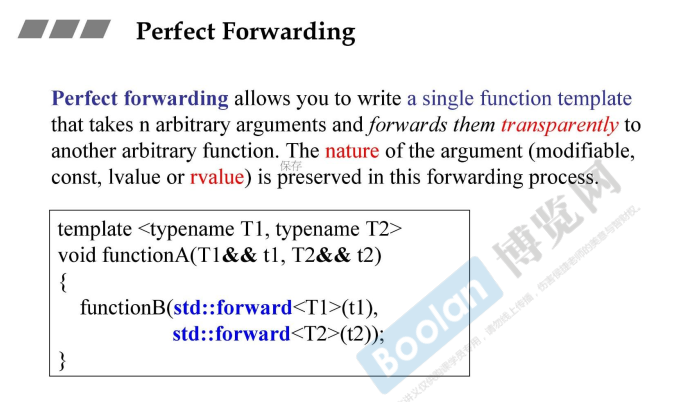 Perfect Forwarding
Perfect forwarding allows you to write a single function template
that takes n arbitrary arguments and forwards them transparently to
another arbitrary function. The nature of the argument (modifiable,
保存
const, lvalue or rvalue) is preserved in this forwarding process.
template <typename T1, typename T2>
void functionA(T1&& t1, T2&& t2)
{
functionB(std::forward<T1>(t1),
std::forward<T2>(t2));
}
Boolan 博览网